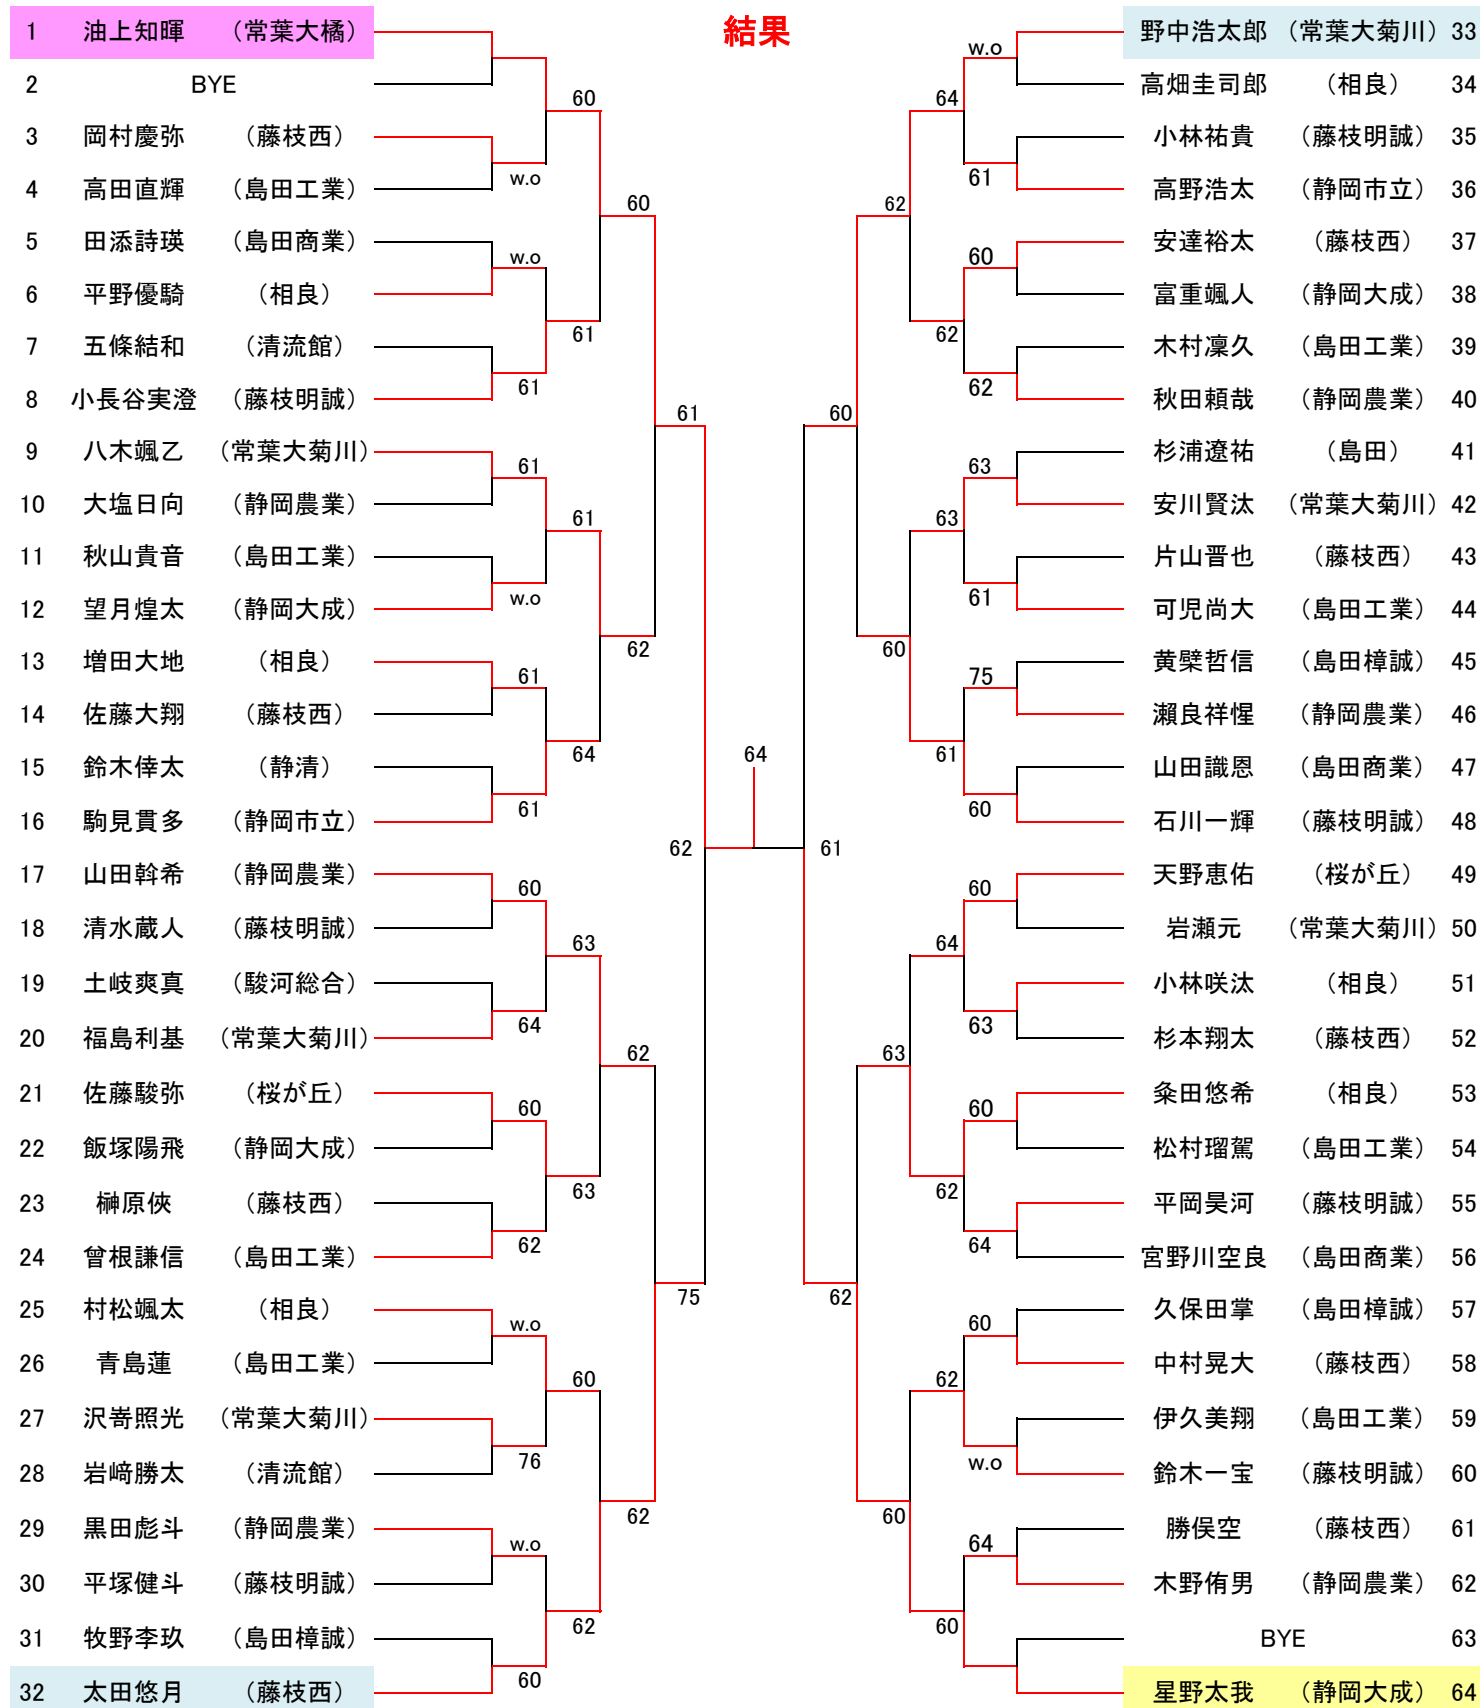 結果
1 油上知暉 （常葉大橘）
2 BYE
3 岡村慶弥 （藤枝西）
4 高田直輝 （島田工業）
5 田添詩瑛 （島田商業）
6 平野優騎 （相良）
7 五條結和 （清流館）
8 小長谷実澄 （藤枝明誠）
9 八木颯乙 （常葉大菊川）
10 大塩日向 （静岡農業）
11 秋山貴音 （島田工業）
12 望月煌太 （静岡大成）
13 増田大地 （相良）
14 佐藤大翔 （藤枝西）
15 鈴木倖太 （静清）
16 駒見貫多 （静岡市立）
17 山田幹希 （静岡農業）
18 清水蔵人 （藤枝明誠）
19 土岐爽真 （駿河総合）
20 福島利基 （常葉大菊川）
21 佐藤駿弥 （桜が丘）
22 飯塚陽飛 （静岡大成）
23 榊原俠 （藤枝西）
24 曾根謙信 （島田工業）
25 村松颯太 （相良）
26 青島蓮 （島田工業）
27 沢嵜照光 （常葉大菊川）
28 岩﨑勝太 （清流館）
29 黒田彪斗 （静岡農業）
30 平塚健斗 （藤枝明誠）
31 牧野李玖 （島田樟誠）
32 太田悠月 （藤枝西）
w.o
w.o
61
61
w.o
61
61
60
64
60
62
w.o
76
w.o
60
60
61
61
64
63
63
60
62
60
62
62
62
61
75
62
64
61
60
62
62
60
63
60
64
62
63
61
64
62
62
60
w.o
61
60
62
63
61
75
60
60
63
60
64
60
w.o
64
野中浩太郎 （常葉大菊川） 33
高畑圭司郎 （相良） 34
小林祐貴 （藤枝明誠） 35
高野浩太 （静岡市立） 36
安達裕太 （藤枝西） 37
富重颯人 （静岡大成） 38
木村凜久 （島田工業） 39
秋田頼哉 （静岡農業） 40
杉浦遼祐 （島田） 41
安川賢汰 （常葉大菊川） 42
片山晋也 （藤枝西） 43
可児尚大 （島田工業） 44
黄檗哲信 （島田樟誠） 45
瀬良祥惺 （静岡農業） 46
山田識恩 （島田商業） 47
石川一輝 （藤枝明誠） 48
天野恵佑 （桜が丘） 49
岩瀬元 （常葉大菊川） 50
小林咲汰 （相良） 51
杉本翔太 （藤枝西） 52
粂田悠希 （相良） 53
松村瑠駕 （島田工業） 54
平岡昊河 （藤枝明誠） 55
宮野川空良 （島田商業） 56
久保田掌 （島田樟誠） 57
中村晃大 （藤枝西） 58
伊久美翔 （島田工業） 59
鈴木一宝 （藤枝明誠） 60
勝俣空 （藤枝西） 61
木野侑男 （静岡農業） 62
BYE 63
星野太我 （静岡大成） 64